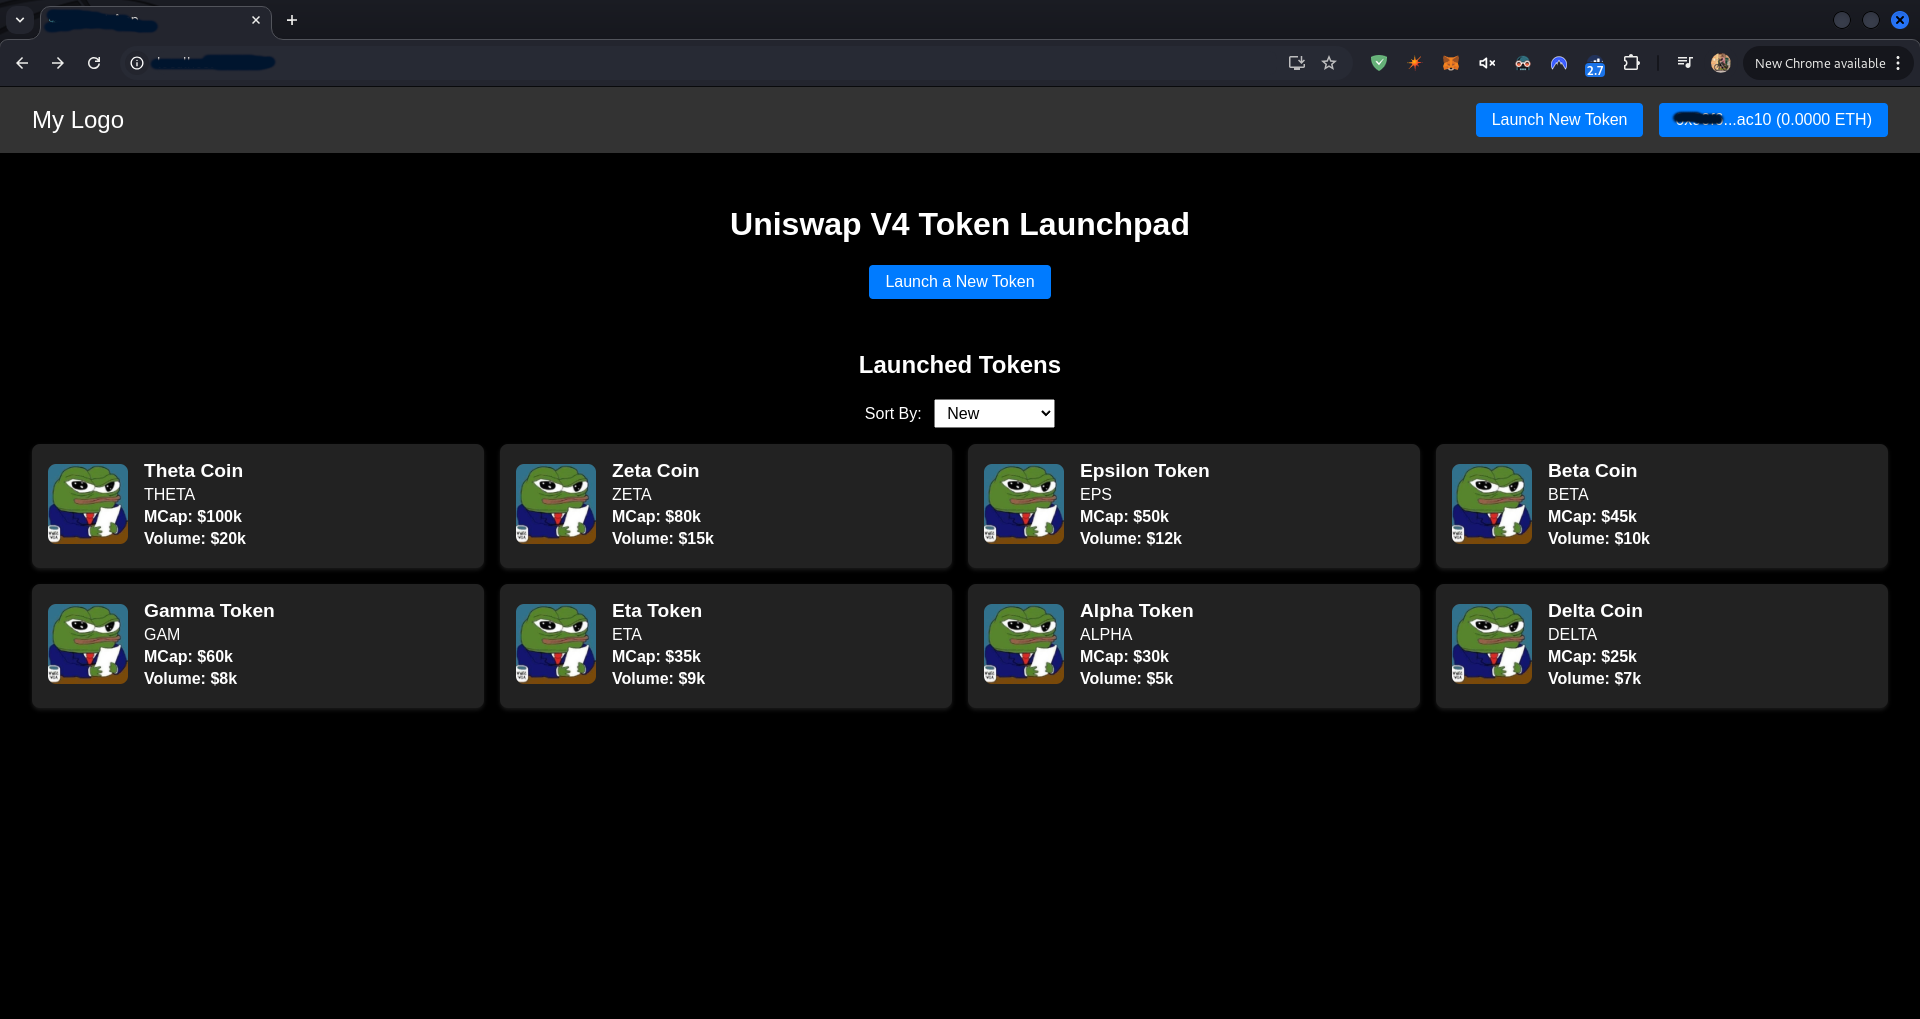 New Chrome available
2.7
My Logo
Launch New Token
...ac10 (0.0000 ETH)
Uniswap V4 Token Launchpad
Launch a New Token
Launched Tokens
Sort By: New
Theta Coin
THETA
MCap: $100k
Volume: $20k
Zeta Coin
ZETA
MCap: $80k
Volume: $15k
Epsilon Token
EPS
MCap: $50k
Volume: $12k
Beta Coin
BETA
MCap: $45k
Volume: $10k
Gamma Token
GAM
MCap: $60k
Volume: $8k
Eta Token
ETA
MCap: $35k
Volume: $9k
Alpha Token
ALPHA
MCap: $30k
Volume: $5k
Delta Coin
DELTA
MCap: $25k
Volume: $7k